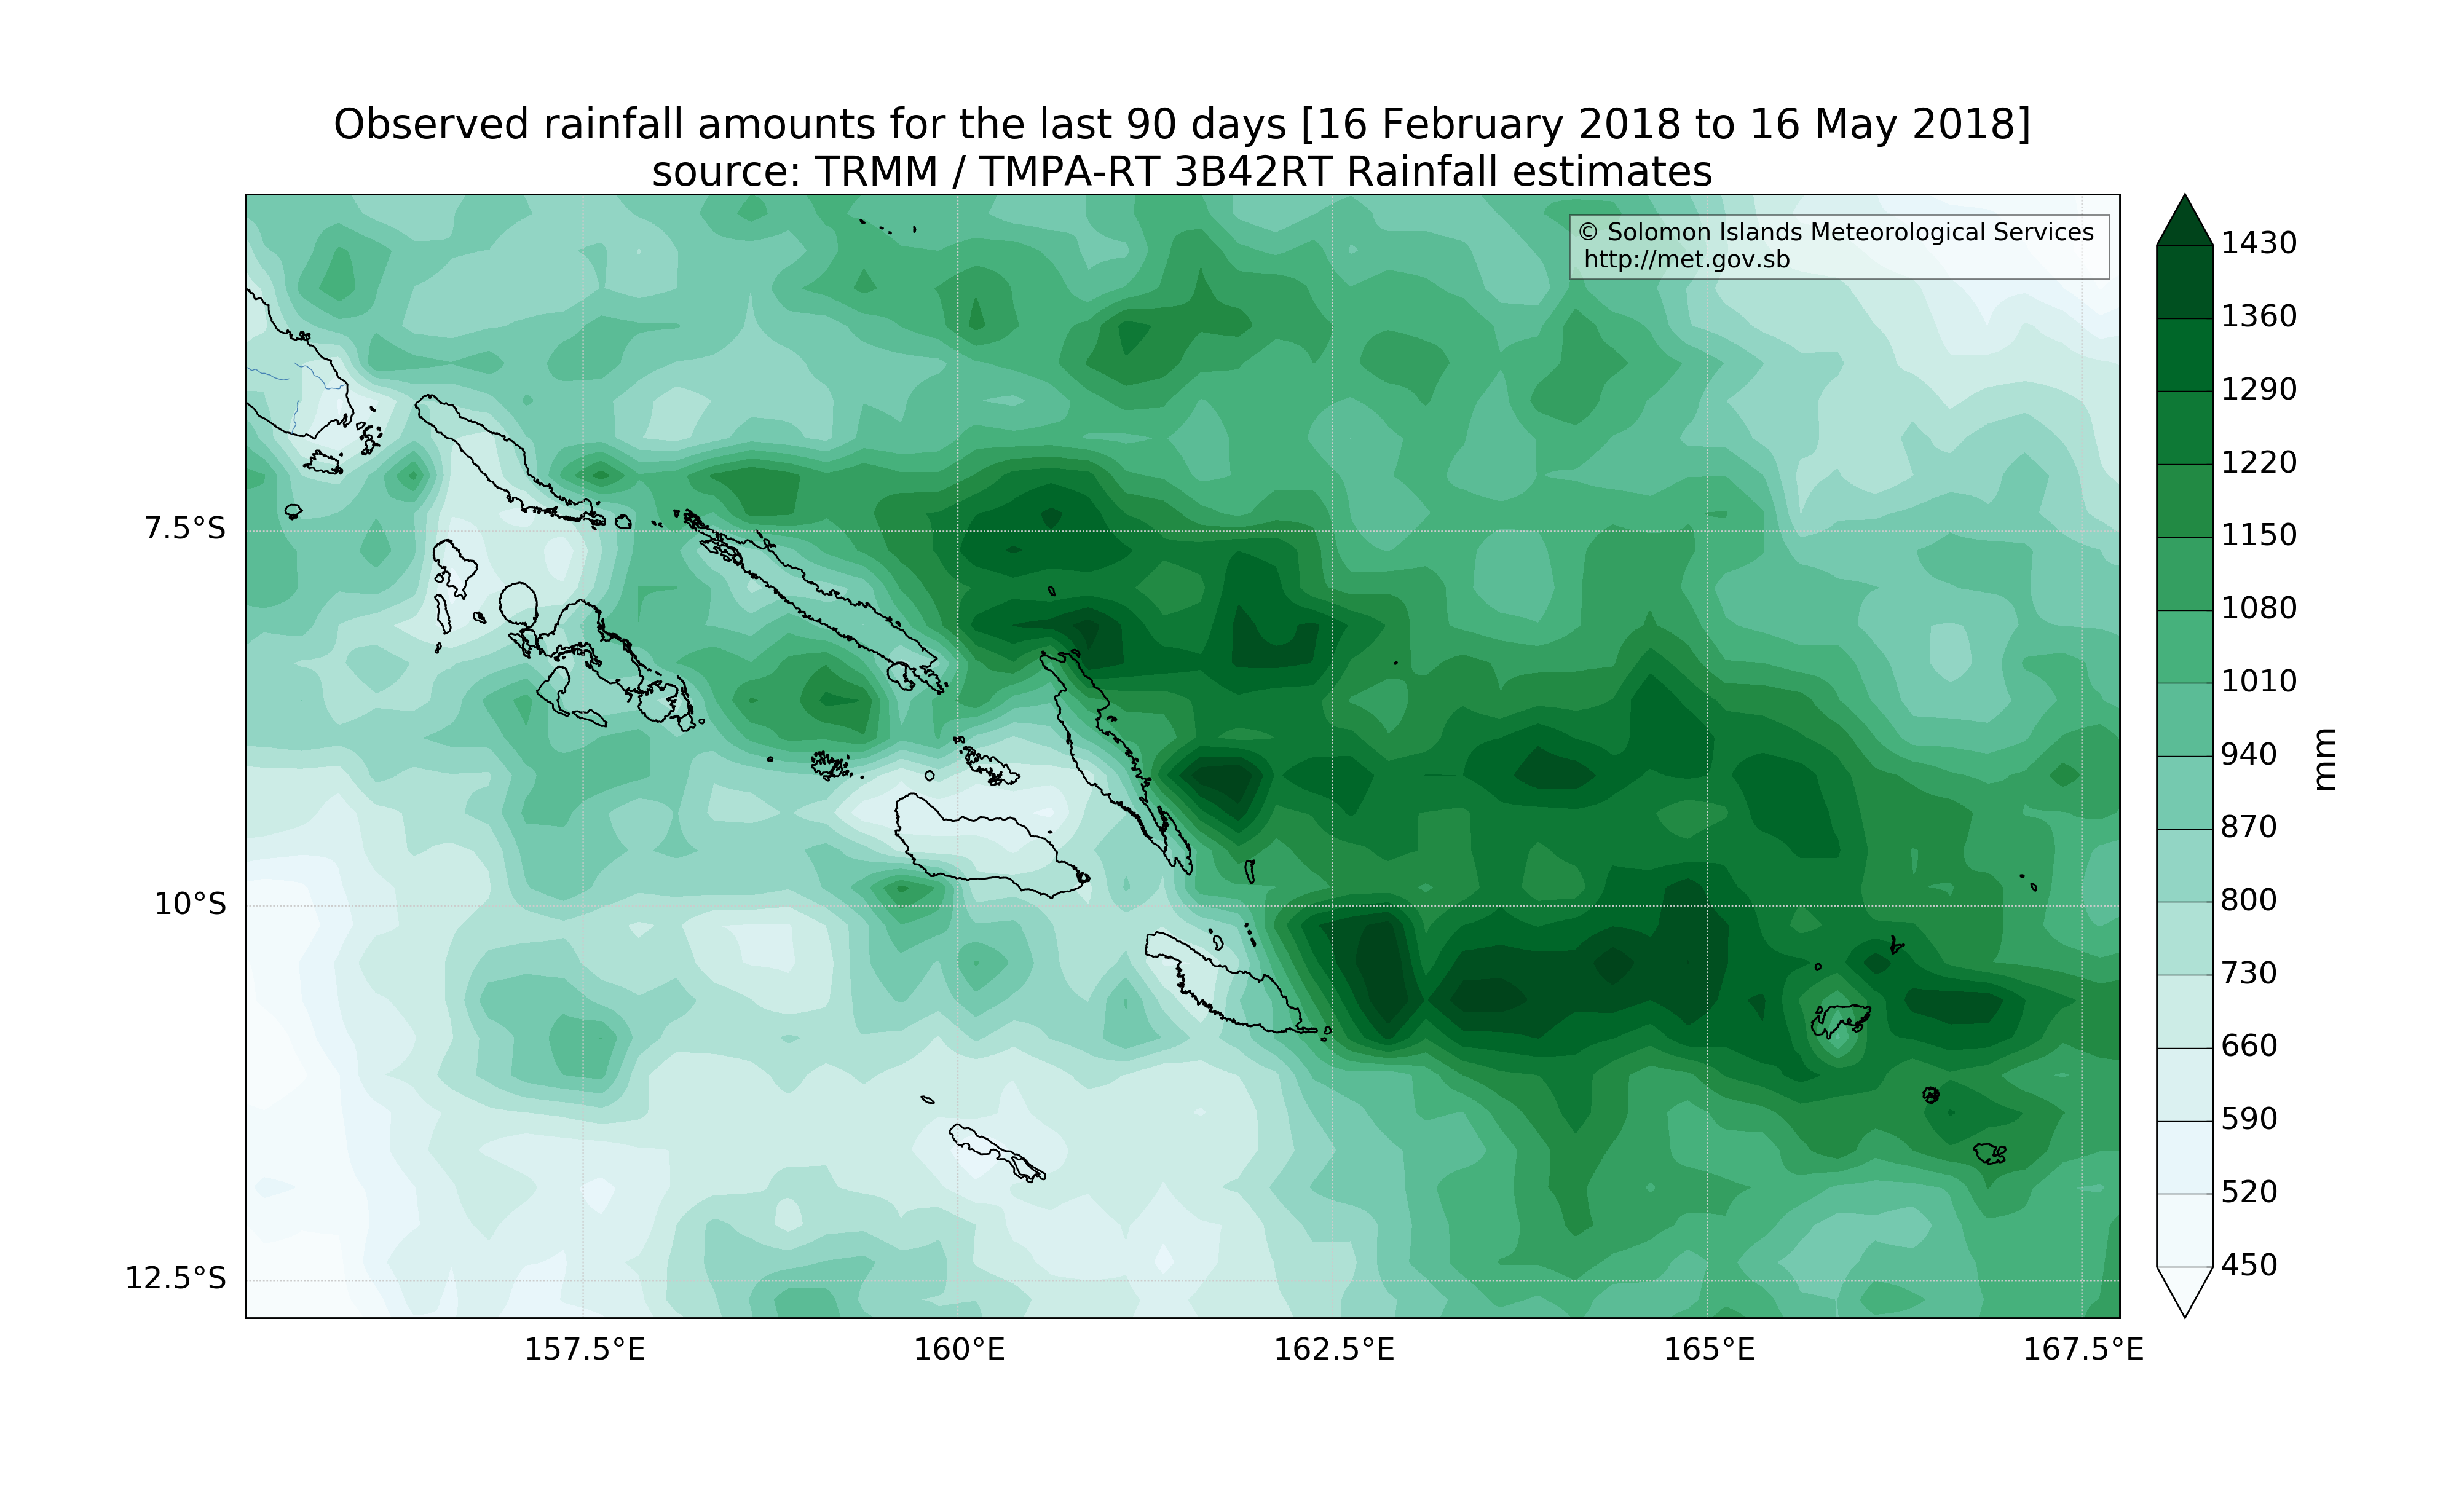 Observed rainfall amounts for the last 90 days [16 February 2018 to 16 May 2018]
source: TRMM / TMPA-RT 3B42RT Rainfall estimates
© Solomon Islands Meteorological Services
http://met.gov.sb
7.5°S
10°S
12.5°S
157.5°E
160°E
162.5°E
165°E
167.5°E
1430
1360
1290
1220
1150
1080
1010
940
870
800
730
660
590
520
450
mm